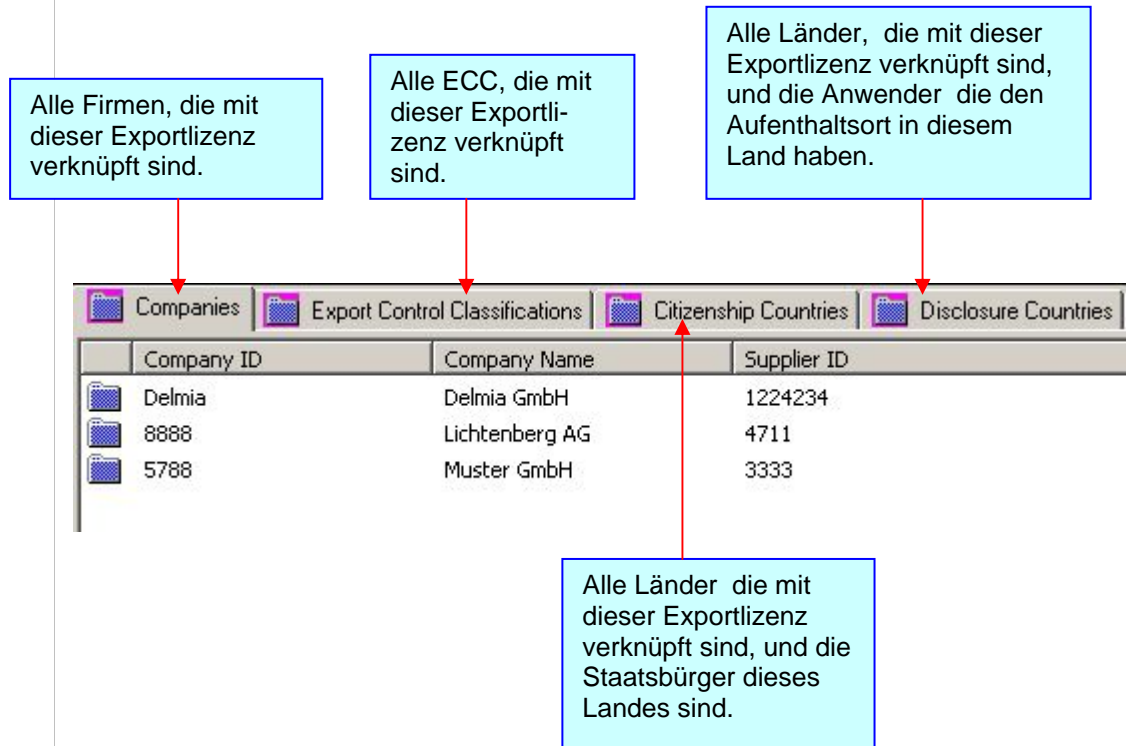 Alle Firmen, die mit
dieser Exportlizenz
verknüpft sind.
Alle ECC, die mit
dieser Exportli-
zenz verknüpft
sind.
Alle Länder, die mit dieser
Exportlizenz verknüpft sind,
und die Anwender die den
Aufenthaltsort in diesem
Land haben.
Companies Export Control Classifications Citizenship Countries Disclosure Countries
Company ID Company Name Supplier ID
Delmia Delmia GmbH 1224234
8888 Lichtenberg AG 4711
5788 Muster GmbH 3333
Alle Länder die mit
dieser Exportlizenz
verknüpft sind, und die
Staatsbürger dieses
Landes sind.